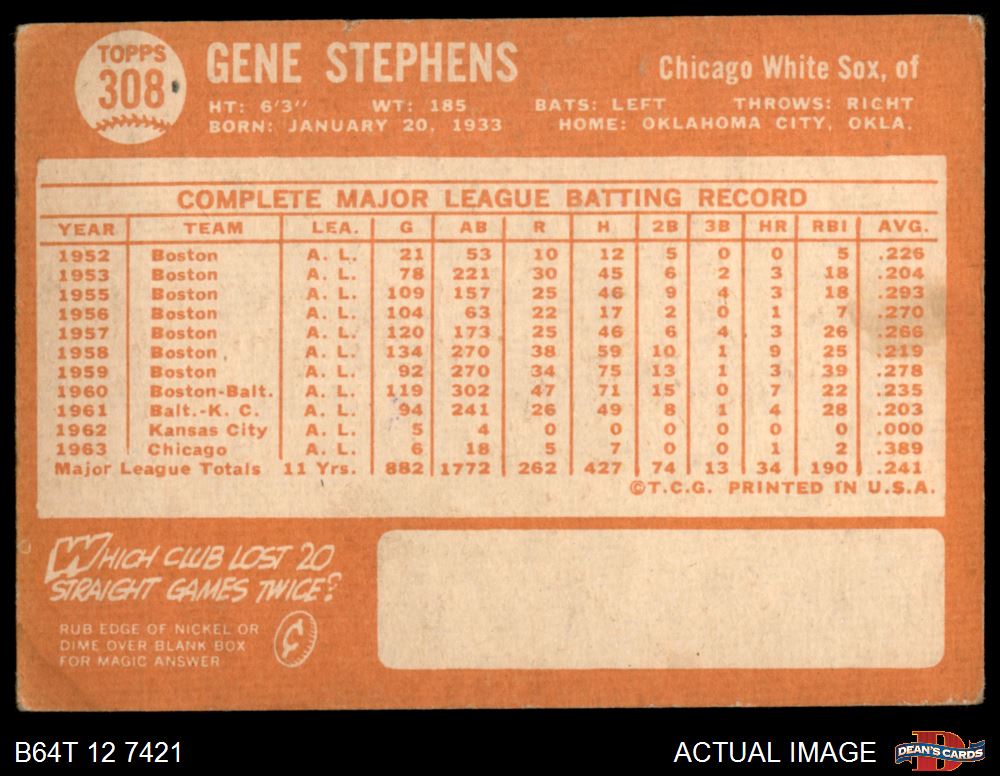 TOPPS
308
GENE STEPHENS
Chicago White Sox, of
HT: 6'3'' WT: 185 BATS: LEFT THROWS: RIGHT
BORN: JANUARY 20, 1933 HOME: OKLAHOMA CITY, OKLA.
COMPLETE MAJOR LEAGUE BATTING RECORD
YEAR TEAM LEA. G AB R H 2B 3B HR RBI AVG.
1952 Boston A. L. 21 53 10 12 5 0 0 5 .226
1953 Boston A. L. 78 221 30 45 6 2 3 18 .204
1955 Boston A. L. 109 157 25 46 9 4 3 18 .293
1956 Boston A. L. 104 63 22 17 2 0 1 7 .270
1957 Boston A. L. 120 173 25 46 6 4 3 26 .266
1958 Boston A. L. 134 270 38 59 10 1 9 25 .219
1959 Boston A. L. 92 270 34 75 13 1 3 39 .278
1960 Boston-Balt. A. L. 119 302 47 71 15 0 7 22 .235
1961 Balt.-K. C. A. L. 94 241 26 49 8 1 4 28 .203
1962 Kansas City A. L. 5 4 0 0 0 0 0 0 .000
1963 Chicago A. L. 6 18 5 7 0 0 1 2 .389
Major League Totals 11 Yrs. 882 1772 262 427 74 13 34 190 .241
©T.C.G. PRINTED IN U.S.A.
WHICH CLUB LOST 20
STRAIGHT GAMES TWICE?
RUB EDGE OF NICKEL OR
DIME OVER BLANK BOX
FOR MAGIC ANSWER
¢
B64T 12 7421
ACTUAL IMAGE
D
DEAN'S CARDS